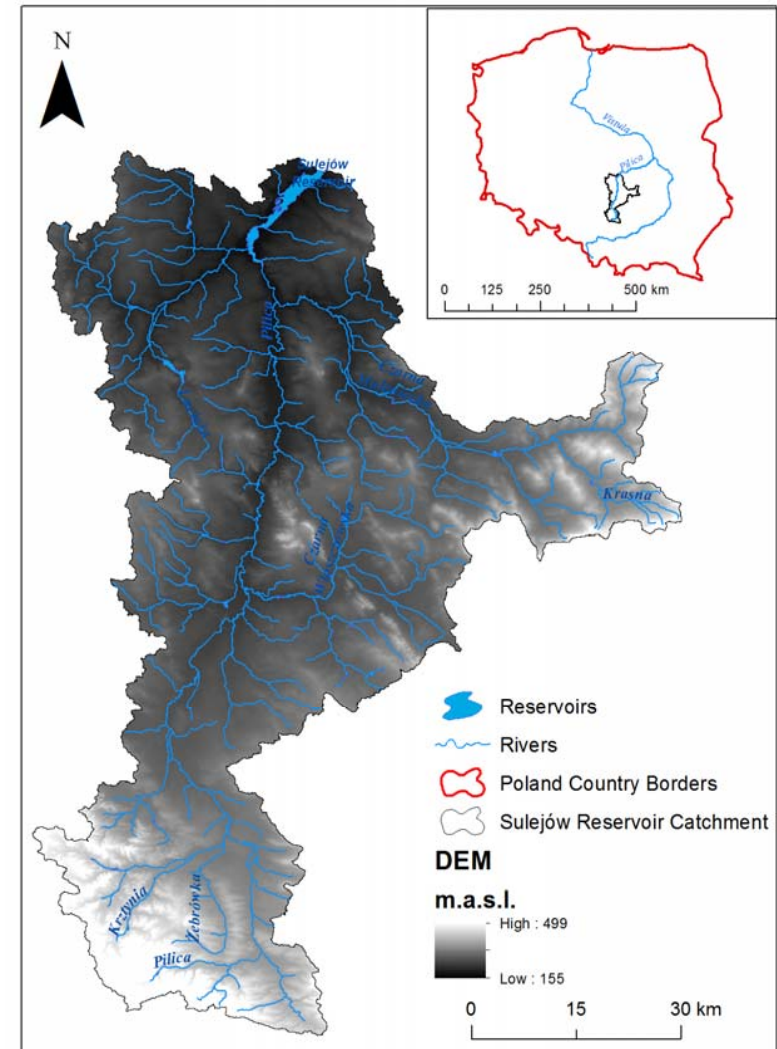 N
Sulejów
Reservoir
Pilica
Czarna
Krasna
Czarna
Krztynia
Żebrówka
Pilica
Vistula
Pilica
0 125 250 500 km
Reservoirs
Rivers
Poland Country Borders
Sulejów Reservoir Catchment
DEM
m.a.s.l.
High : 499
Low : 155
0 15 30 km